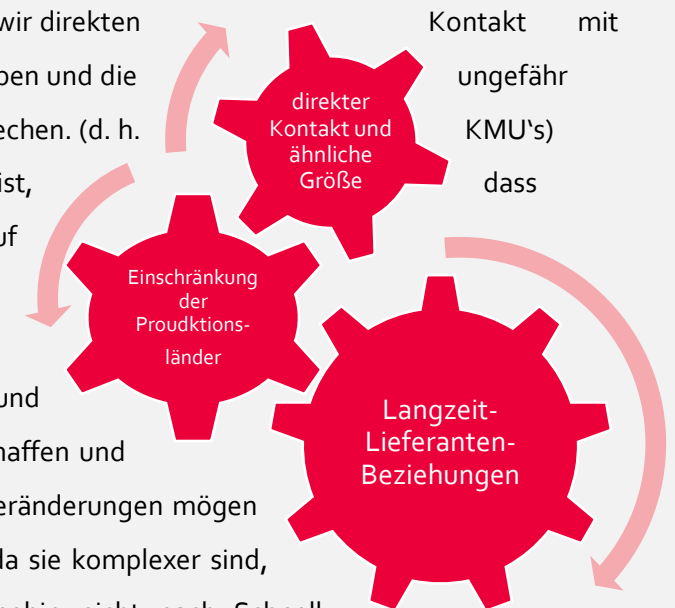 wir direkten Kontakt mit
ben und die ungefähr
echen. (d. h. KMU's)
ist, dass
uf
und
haffen und
eränderungen mögen
da sie komplexer sind,
direkter
Kontakt und
ähnliche
Größe
Einschränkung
der
Proudktions-
länder
Langzeit-
Lieferanten-
Beziehungen